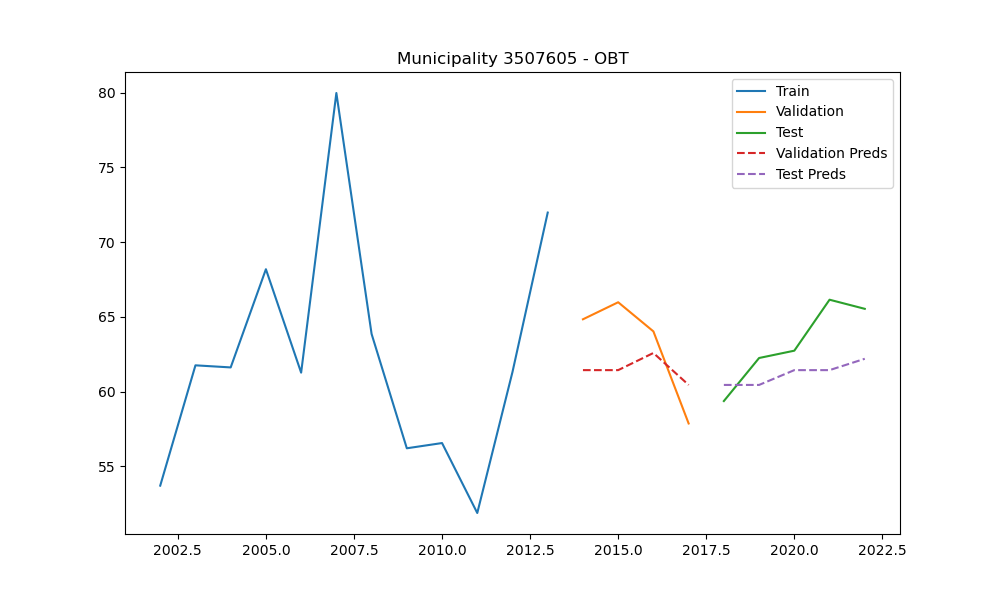 Municipality 3507605 - OBT
Train
Validation
Test
Validation Preds
Test Preds
80
75
70
65
60
55
2002.5 2005.0 2007.5 2010.0 2012.5 2015.0 2017.5 2020.0 2022.5